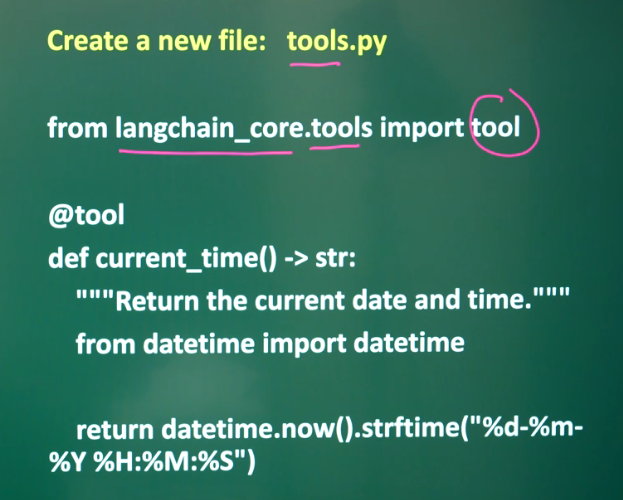 Create a new file:   tools.py
from langchain_core.tools import tool
@tool
def current_time() -> str:
"""Return the current date and time."""
from datetime import datetime
return datetime.now().strftime("%d-%m-
%Y %H:%M:%S")